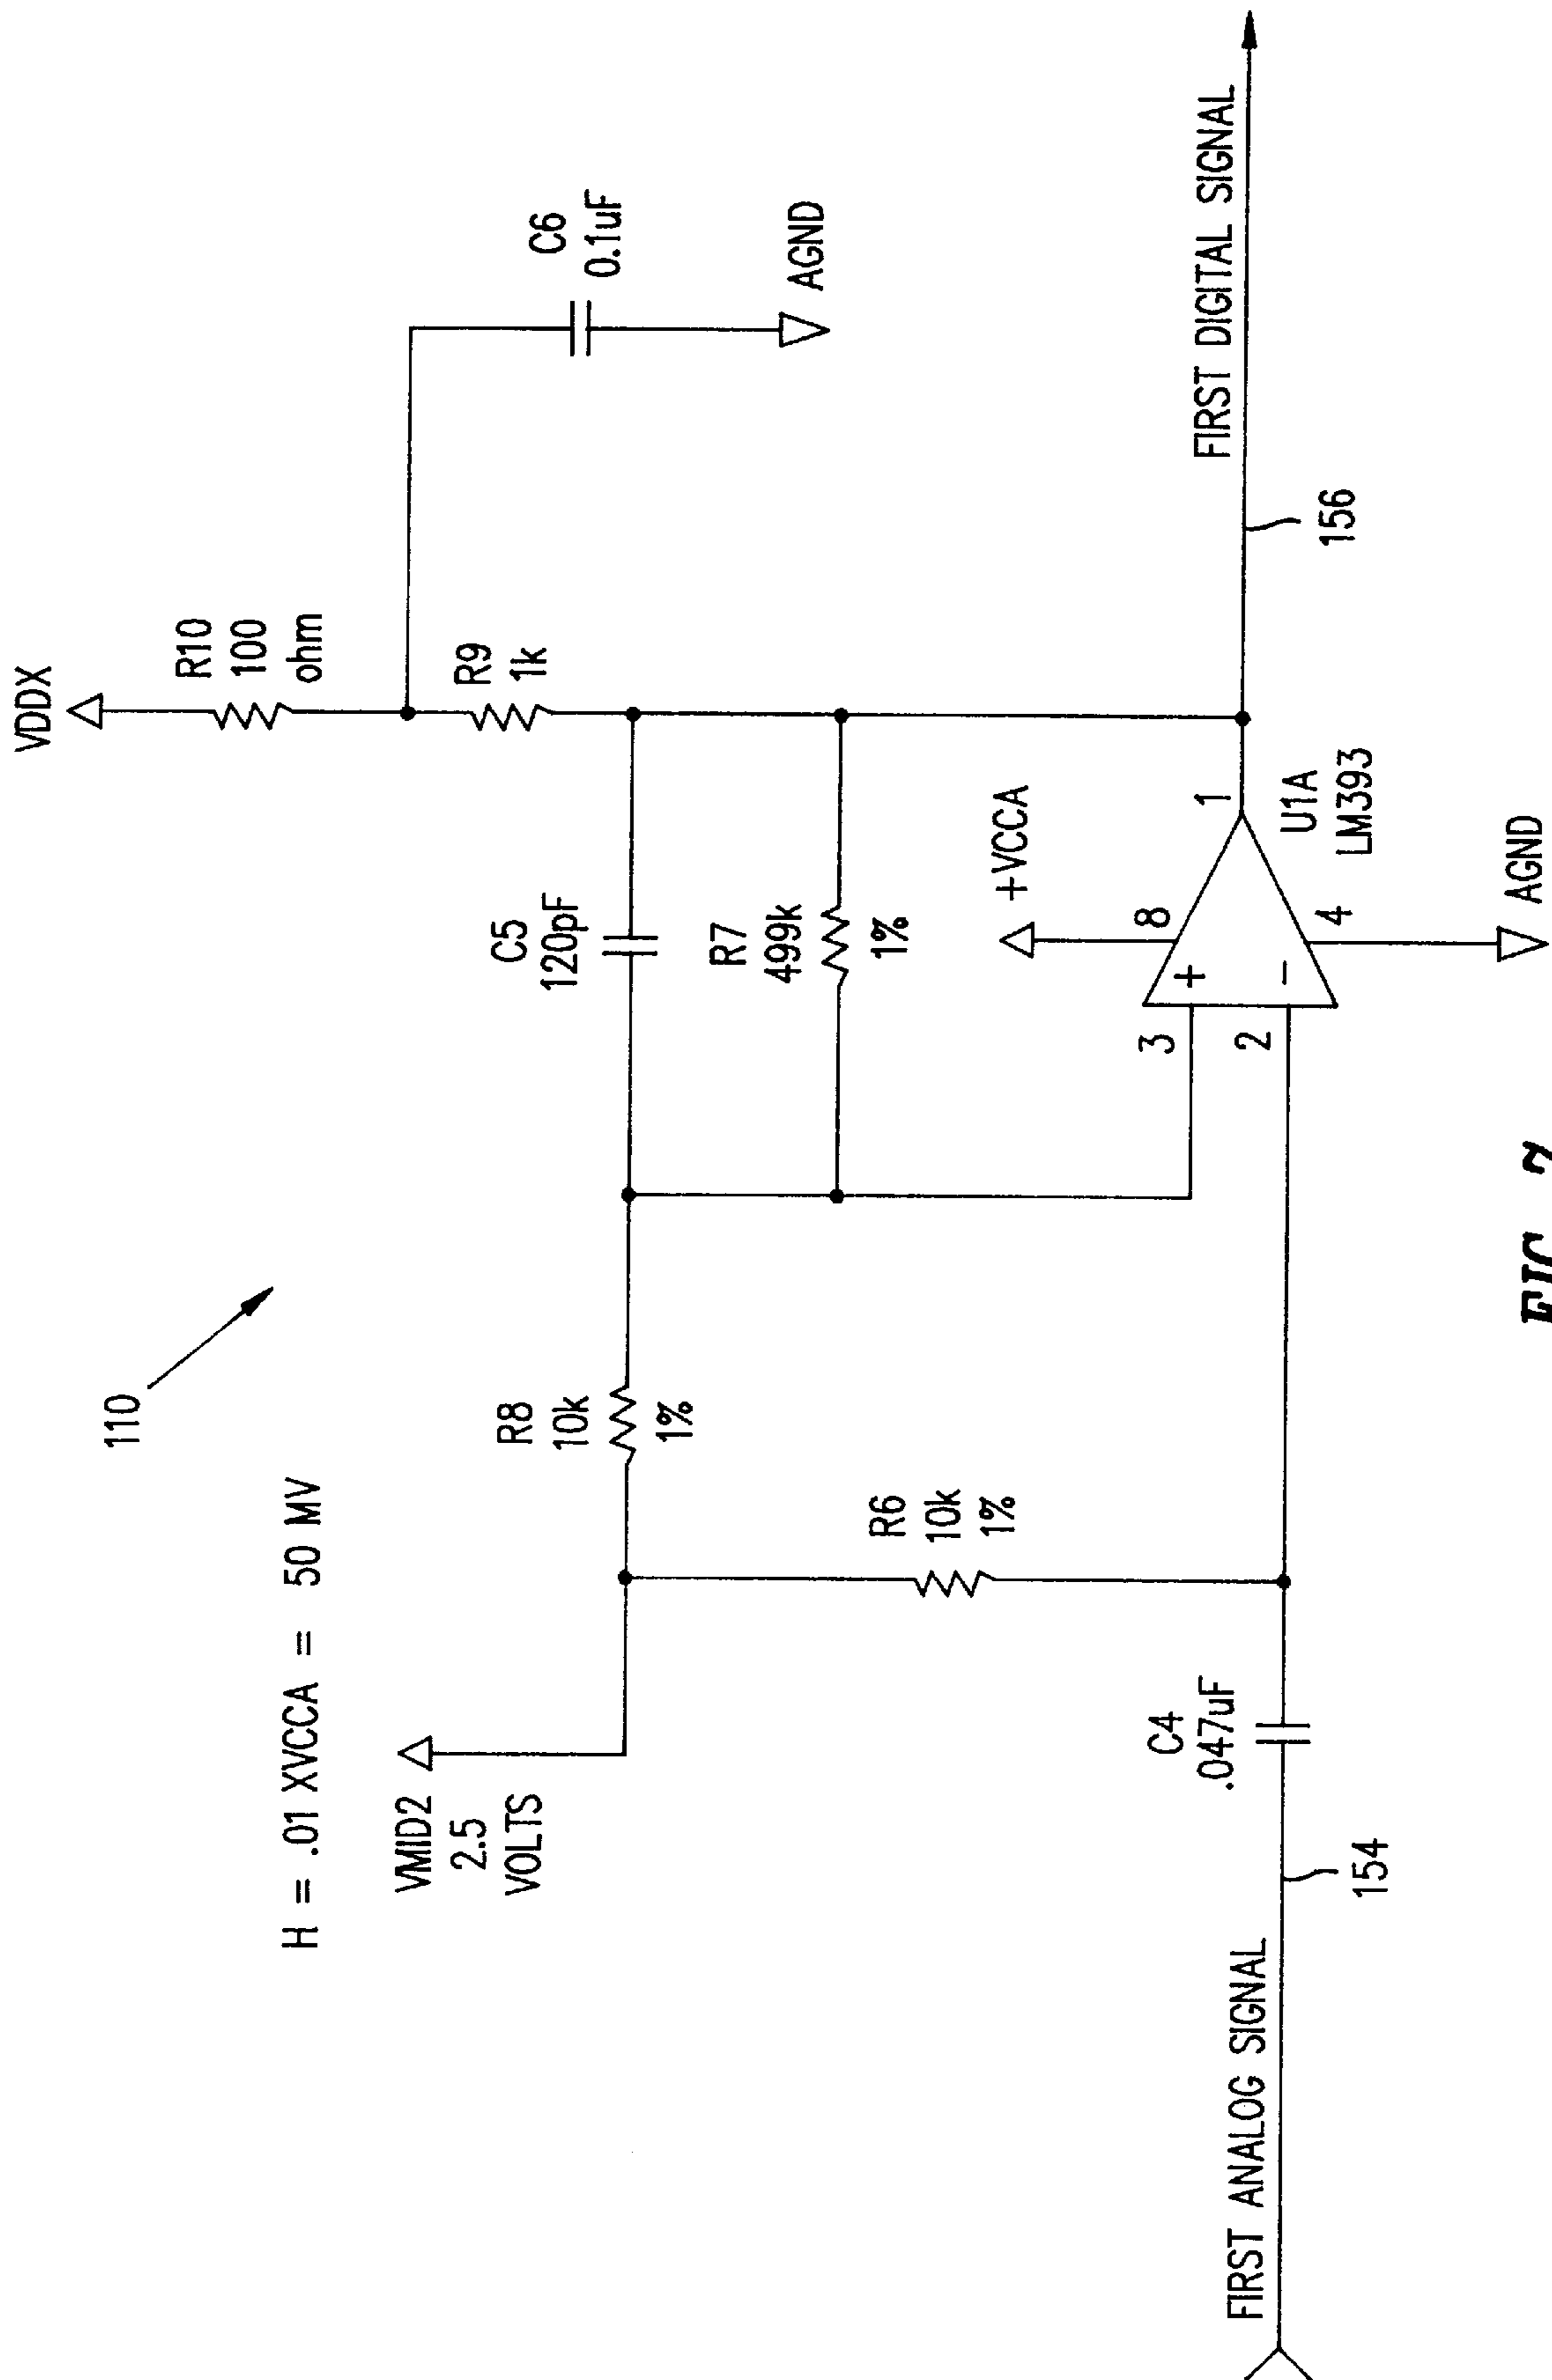 110
H = .01 XVCCA = 50 MV
VMID2
2.5
VOLTS
R8
10k
1%
R6
10k
1%
C4
.047uF
FIRST ANALOG SIGNAL
154
VDDX
R10
100
ohm
R9
1k
C6
0.1uF
AGND
C5
120pF
R7
499k
1%
+VCCA
8
3
+
2
-
1
4
U1A
LM393
AGND
FIRST DIGITAL SIGNAL
156
FIG. 7